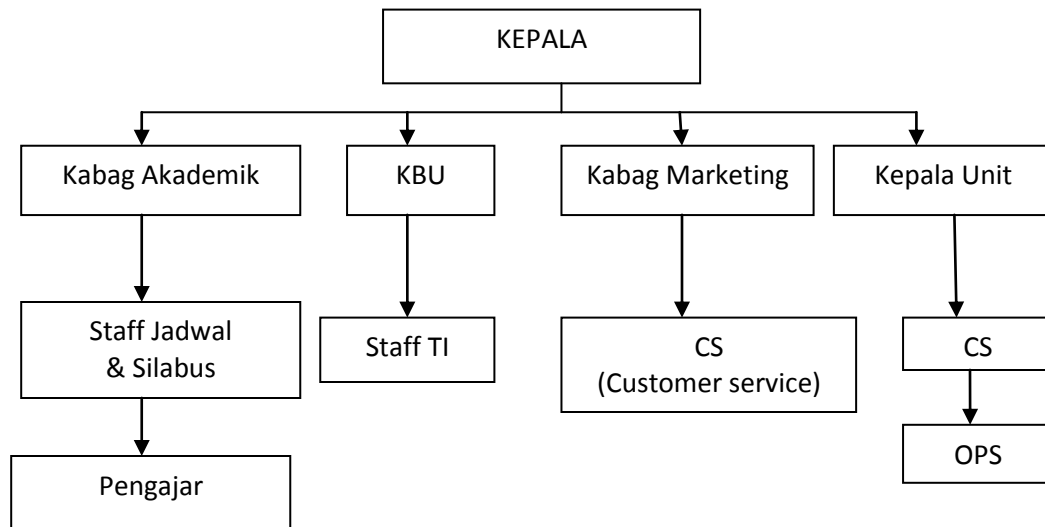 KEPALA
Kabag Akademik
KBU
Kabag Marketing
Kepala Unit
Staff Jadwal
& Silabus
Staff TI
CS
(Customer service)
CS
OPS
Pengajar